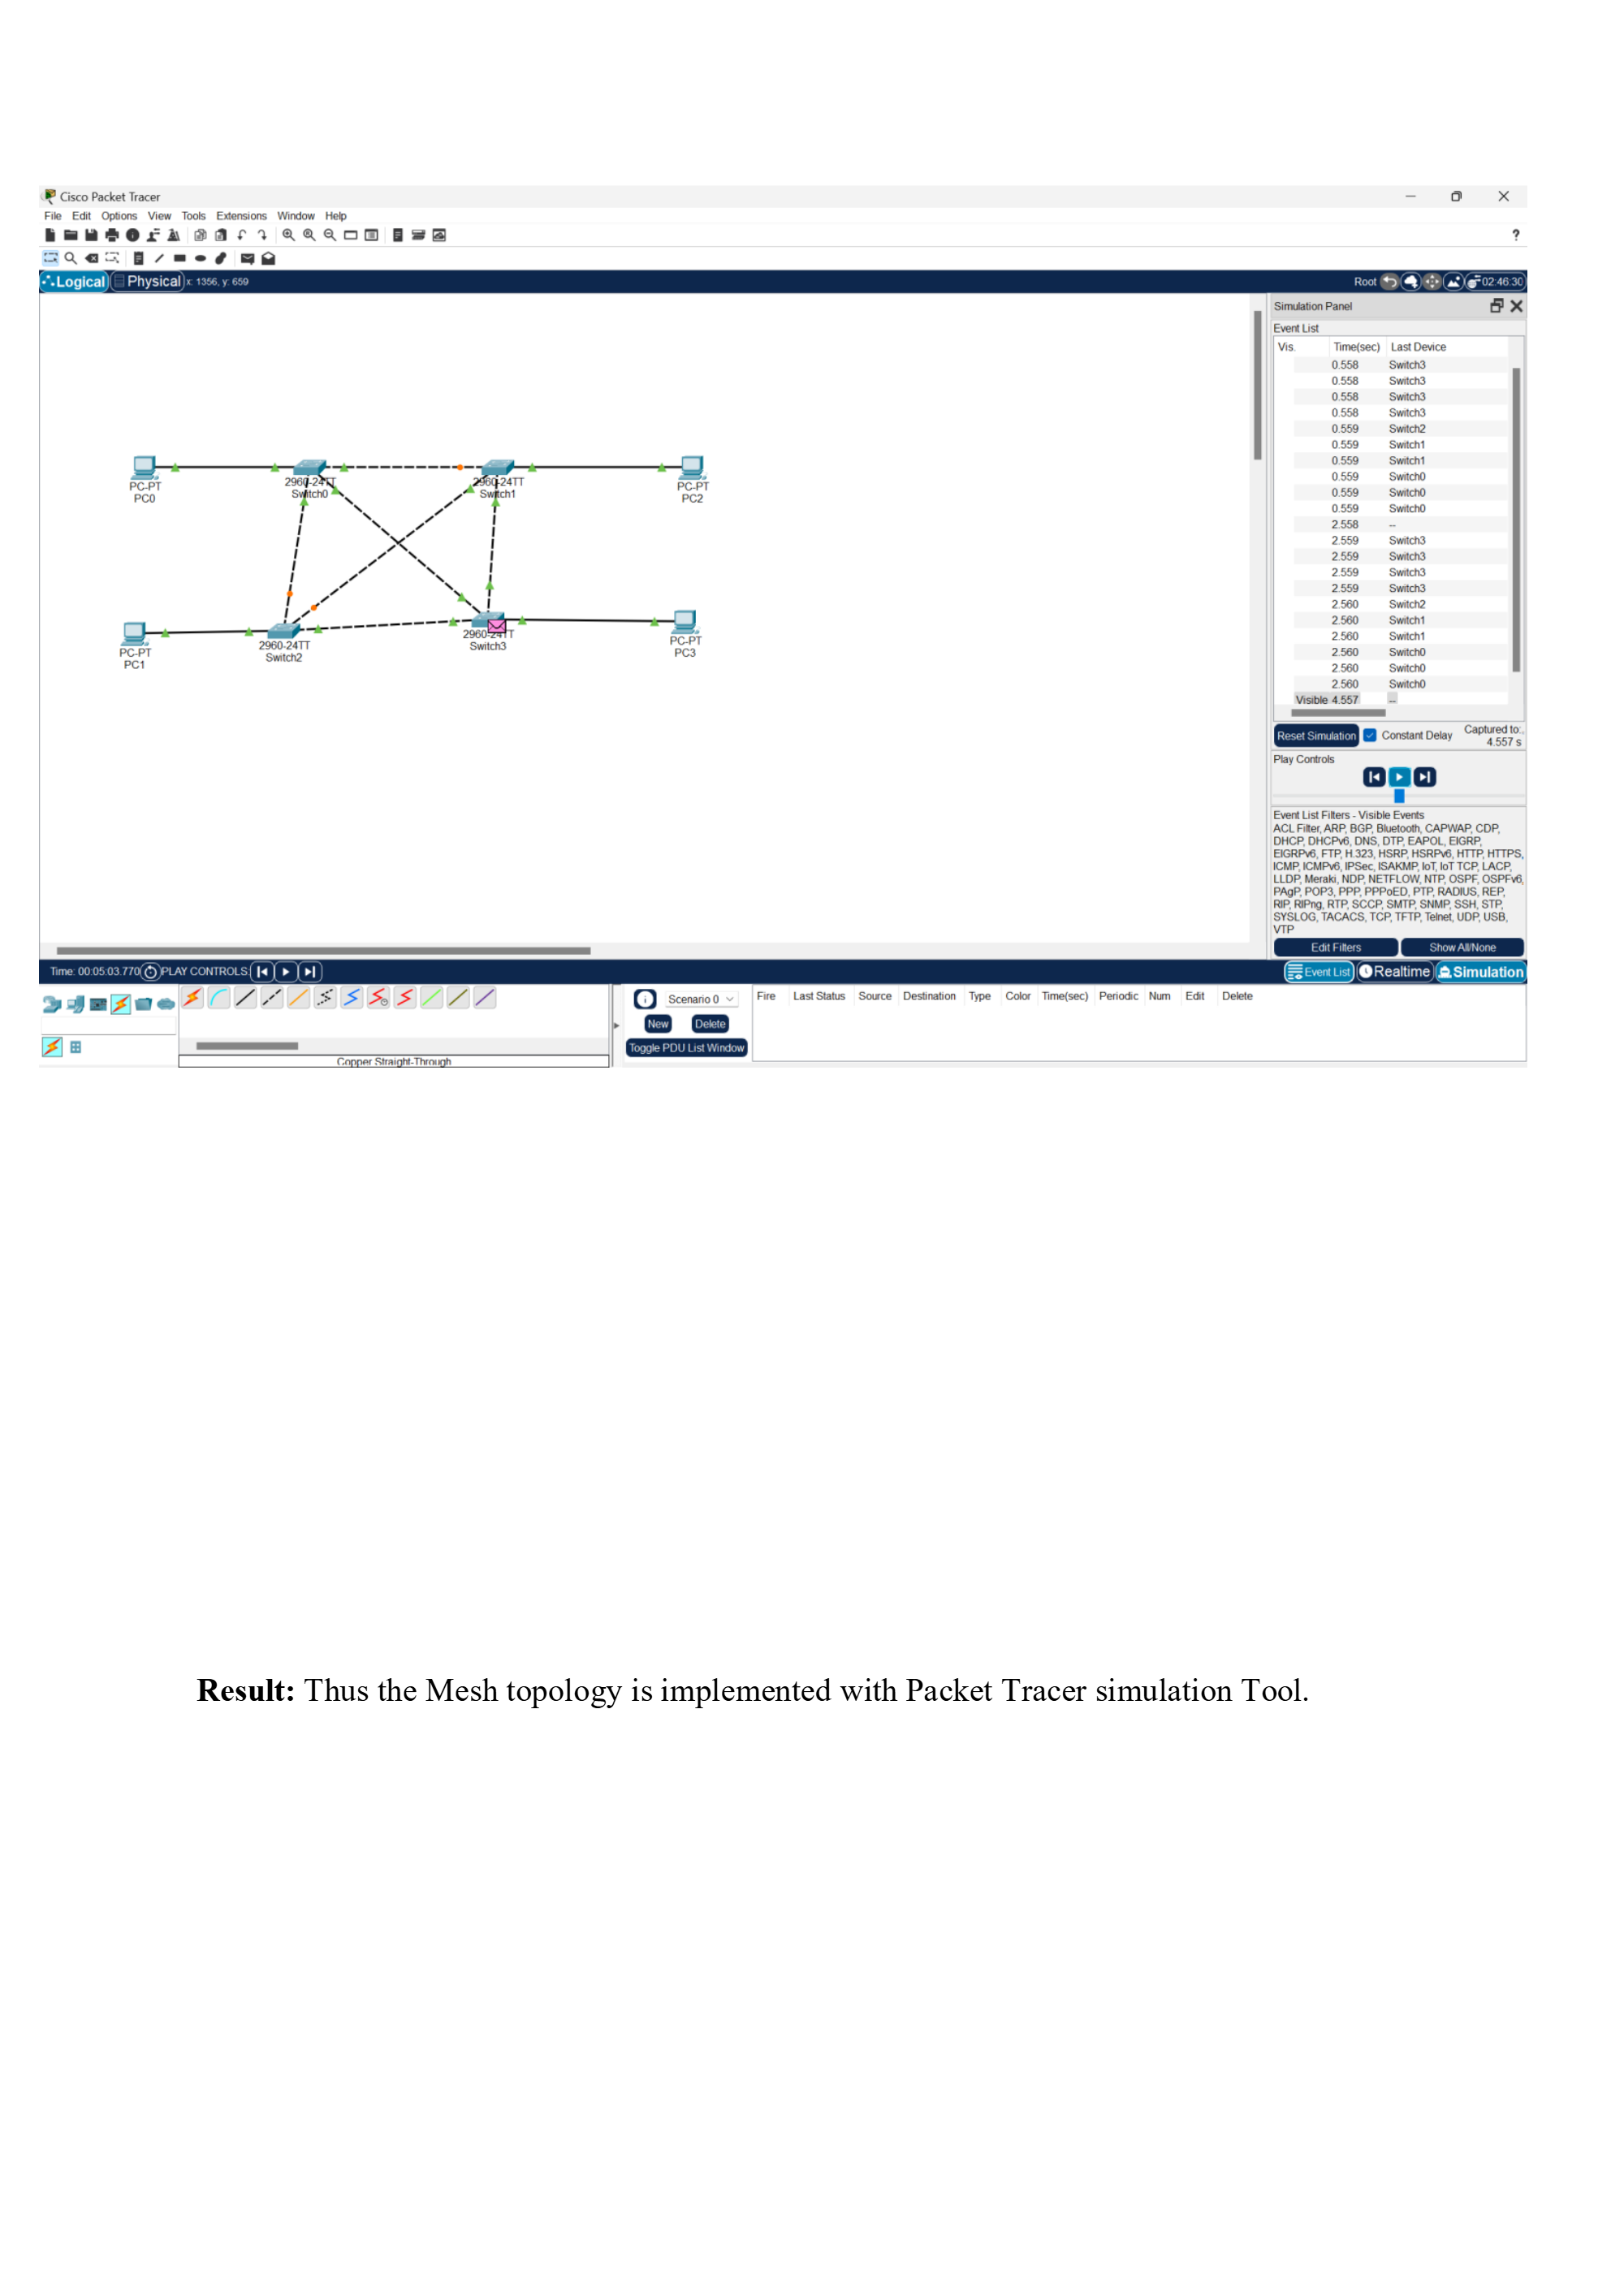 Cisco Packet Tracer
File Edit Options View Tools Extensions Window Help
?
Logical Physical x: 1356, y: 659 Root 02:46:30
Simulation Panel
Event List
Vis. Time(sec) Last Device
0.558 Switch3
0.558 Switch3
0.558 Switch3
0.558 Switch3
0.559 Switch2
0.559 Switch1
0.559 Switch1
0.559 Switch0
0.559 Switch0
0.559 Switch0
2.558 --
2.559 Switch3
2.559 Switch3
2.559 Switch3
2.559 Switch3
2.560 Switch2
2.560 Switch1
2.560 Switch1
2.560 Switch0
2.560 Switch0
2.560 Switch0
Visible 4.557 --
Reset Simulation Constant Delay Captured to:
4.557 s
Play Controls
Event List Filters - Visible Events
ACL Filter, ARP, BGP, Bluetooth, CAPWAP, CDP,
DHCP, DHCPv6, DNS, DTP, EAPOL, EIGRP,
EIGRPv6, FTP, H.323, HSRP, HSRPv6, HTTP, HTTPS,
ICMP, ICMPv6, IPSec, ISAKMP, IoT, IoT TCP, LACP,
LLDP, Meraki, NDP, NETFLOW, NTP, OSPF, OSPFv6,
PAgP, POP3, PPP, PPPoED, PTP, RADIUS, REP,
RIP, RIPng, RTP, SCCP, SMTP, SNMP, SSH, STP,
SYSLOG, TACACS, TCP, TFTP, Telnet, UDP, USB,
VTP
Edit Filters Show All/None
PC-PT
PC0
2960-24TT
Switch0
2960-24TT
Switch1
PC-PT
PC2
PC-PT
PC1
2960-24TT
Switch2
2960-24TT
Switch3
PC-PT
PC3
Time: 00:05:03.770 PLAY CONTROLS: Event List Realtime Simulation
Scenario 0
New Delete
Toggle PDU List Window
Fire Last Status Source Destination Type Color Time(sec) Periodic Num Edit Delete
Copper Straight-Through
Result: Thus the Mesh topology is implemented with Packet Tracer simulation Tool.